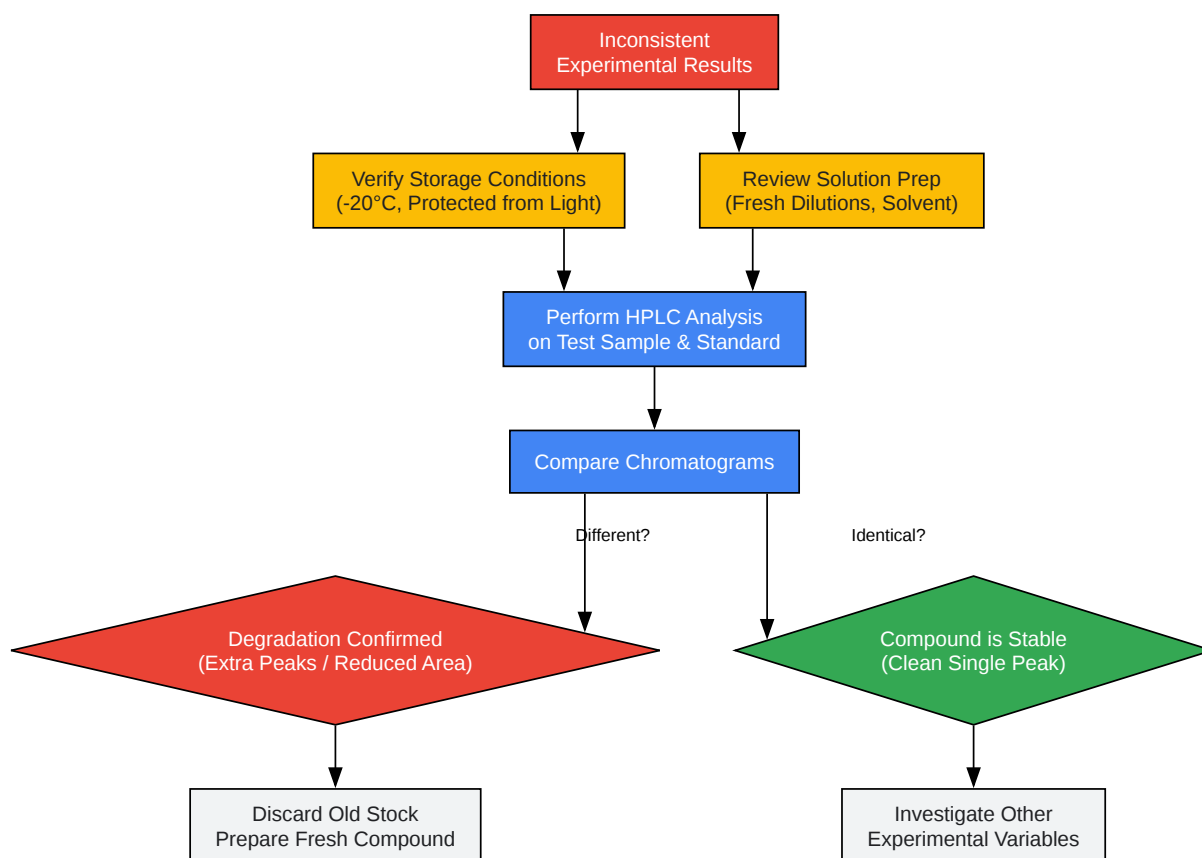 Inconsistent
Experimental Results
Verify Storage Conditions
(-20°C, Protected from Light)
Review Solution Prep
(Fresh Dilutions, Solvent)
Perform HPLC Analysis
on Test Sample & Standard
Compare Chromatograms
Different?
Identical?
Degradation Confirmed
(Extra Peaks / Reduced Area)
Compound is Stable
(Clean Single Peak)
Discard Old Stock
Prepare Fresh Compound
Investigate Other
Experimental Variables